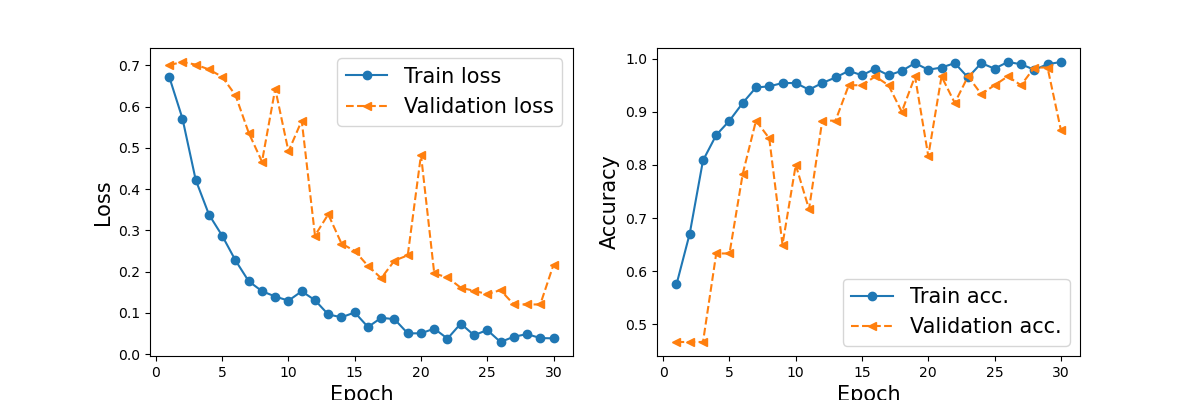 0.7
0.6
0.5
0.4
0.3
0.2
0.1
0.0
Loss
Train loss
Validation loss
0 5 10 15 20 25 30
Epoch
1.0
0.9
0.8
0.7
0.6
0.5
Accuracy
Train acc.
Validation acc.
0 5 10 15 20 25 30
Epoch